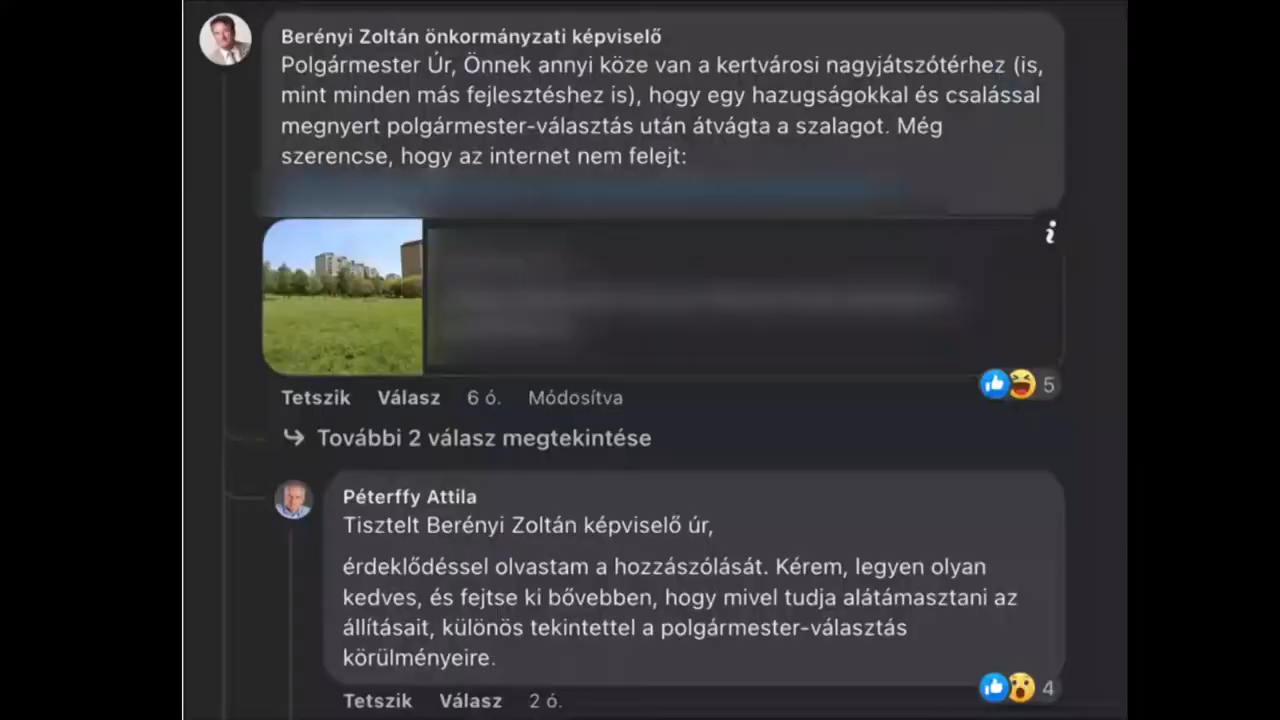 Berényi Zoltán önkormányzati képviselő
Polgármester Úr, Önnek annyi köze van a kertvárosi nagyjátszótérhez (is,
mint minden más fejlesztéshez is), hogy egy hazugságokkal és csalással
megnyert polgármester-választás után átvágta a szalagot. Még
szerencse, hogy az internet nem felejt:
Tetszik Válasz 6 ó. Módosítva
5
További 2 válasz megtekintése
Péterffy Attila
Tisztelt Berényi Zoltán képviselő úr,
érdeklődéssel olvastam a hozzászólását. Kérem, legyen olyan
kedves, és fejtse ki bővebben, hogy mivel tudja alátámasztani az
állításait, különös tekintettel a polgármester-választás
körülményeire.
Tetszik Válasz 2 ó.
4